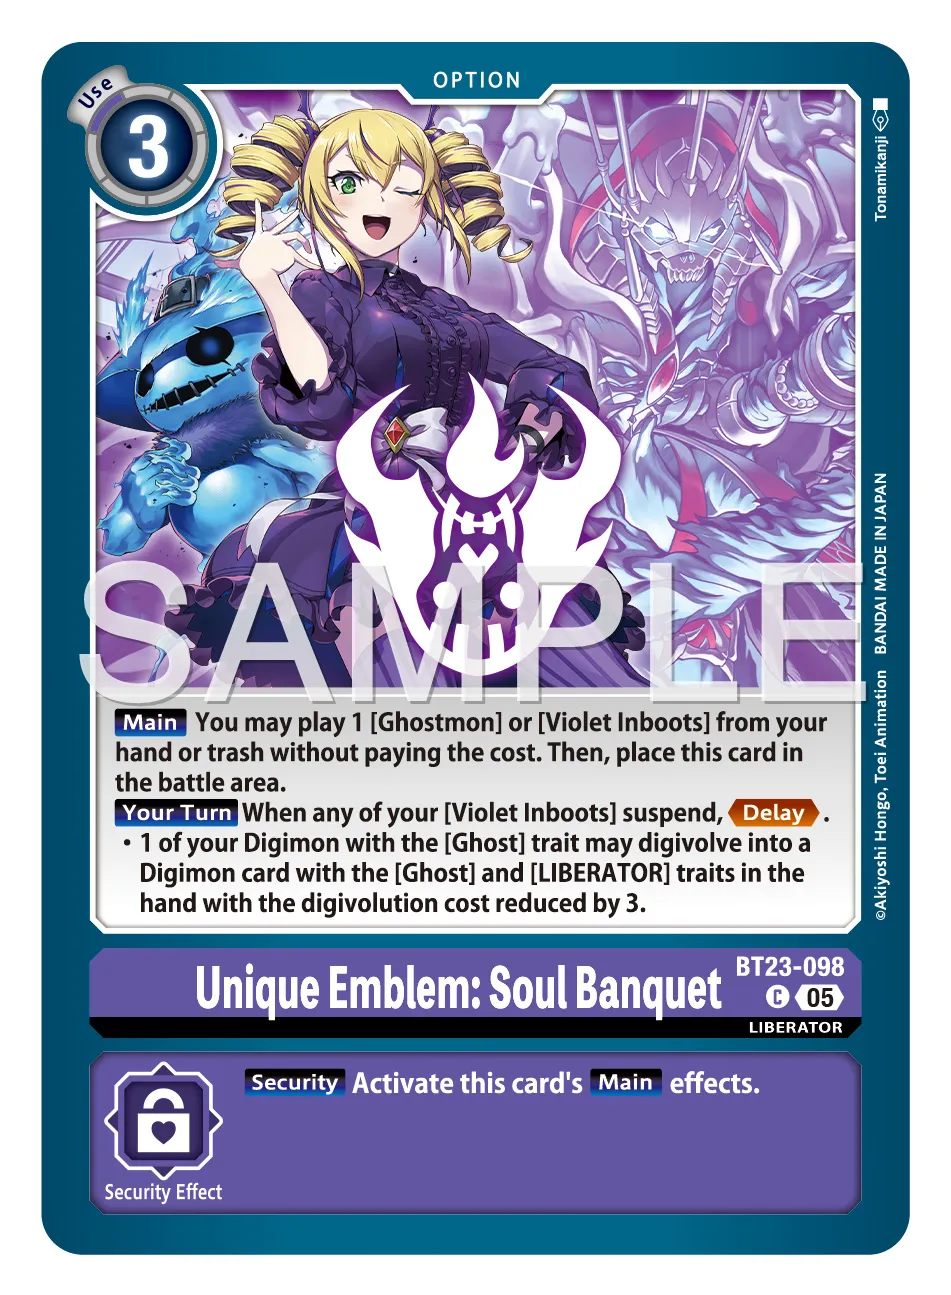 OPTION
Use
3
Tonamikanji
SAMPLE
©Akiyoshi Hongo, Toei Animation BANDAI MADE IN JAPAN
Main You may play 1 [Ghostmon] or [Violet Inboots] from your
hand or trash without paying the cost. Then, place this card in
the battle area.
Your Turn When any of your [Violet Inboots] suspend, Delay .
・1 of your Digimon with the [Ghost] trait may digivolve into a
Digimon card with the [Ghost] and [LIBERATOR] traits in the
hand with the digivolution cost reduced by 3.
BT23-098
Unique Emblem: Soul Banquet
C 05
LIBERATOR
Security Activate this card's Main effects.
Security Effect